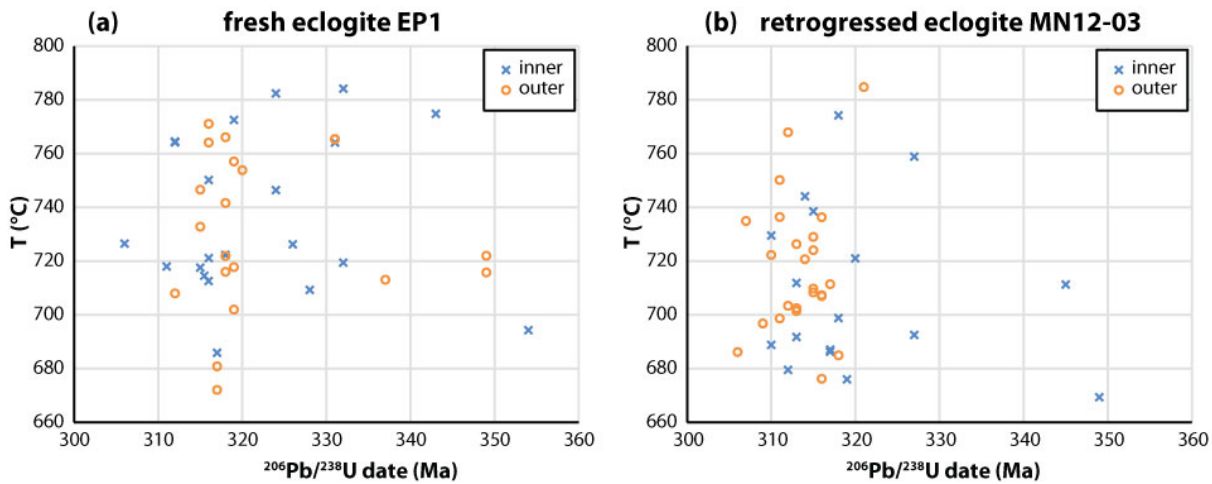 (a) fresh eclogite EP1
800
780
760
740
720
700
680
660
T (°C)
inner
outer
300 310 320 330 340 350 360
²⁰⁶Pb/²³⁸U date (Ma)
(b) retrogressed eclogite MN12-03
800
780
760
740
720
700
680
660
T (°C)
inner
outer
300 310 320 330 340 350 360
²⁰⁶Pb/²³⁸U date (Ma)